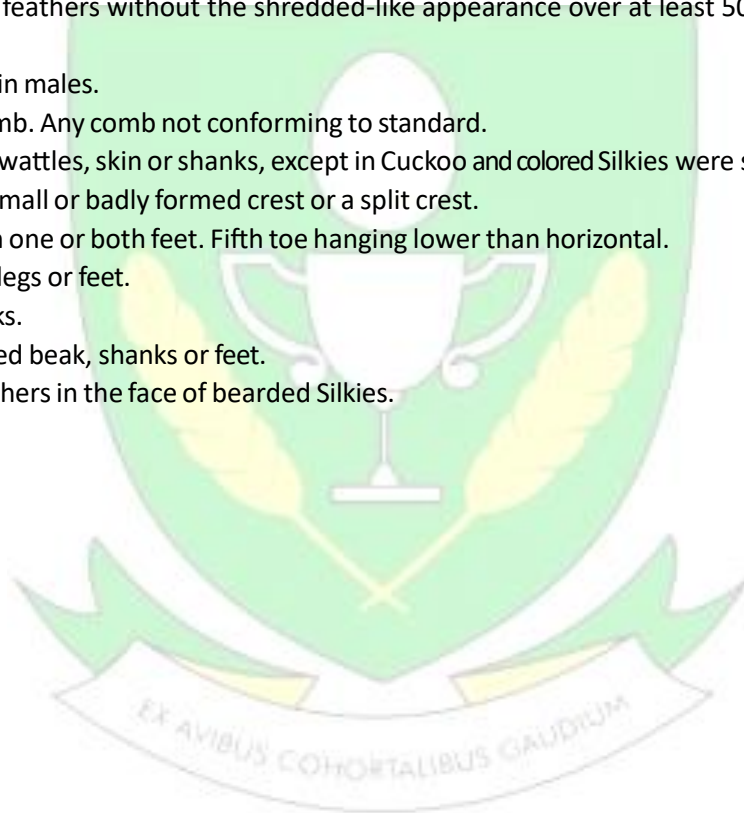 feathers without the shredded-like appearance over at least 50
in males.
mb. Any comb not conforming to standard.
wattles, skin or shanks, except in Cuckoo and colored Silkies were s
mall or badly formed crest or a split crest.
n one or both feet. Fifth toe hanging lower than horizontal.
legs or feet.
ks.
ed beak, shanks or feet.
hers in the face of bearded Silkies.
EX AVIBUS COHORTALIBUS GAUDIUM